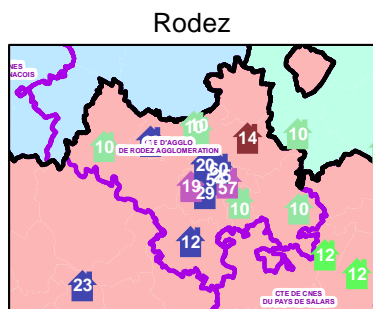 Rodez
NES
NACOIS
10
10
14
10
CTE D'AGGLO
DE RODEZ AGGLOMERATION
20
19
29
57
10
10
12
12
12
23
CTE DE CNES
DU PAYS DE SALARS